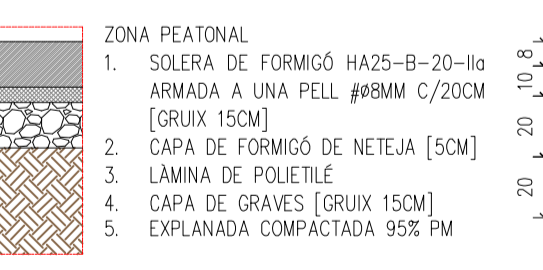 ZONA PEATONAL
1. SOLERA DE FORMIGÓ HA25-B-20-IIa
ARMADA A UNA PELL #Ø8MM C/20CM
[GRUIX 15CM]
2. CAPA DE FORMIGÓ DE NETEJA [5CM]
3. LÀMINA DE POLIETILÉ
4. CAPA DE GRAVES [GRUIX 15CM]
5. EXPLANADA COMPACTADA 95% PM
8
10
20
20